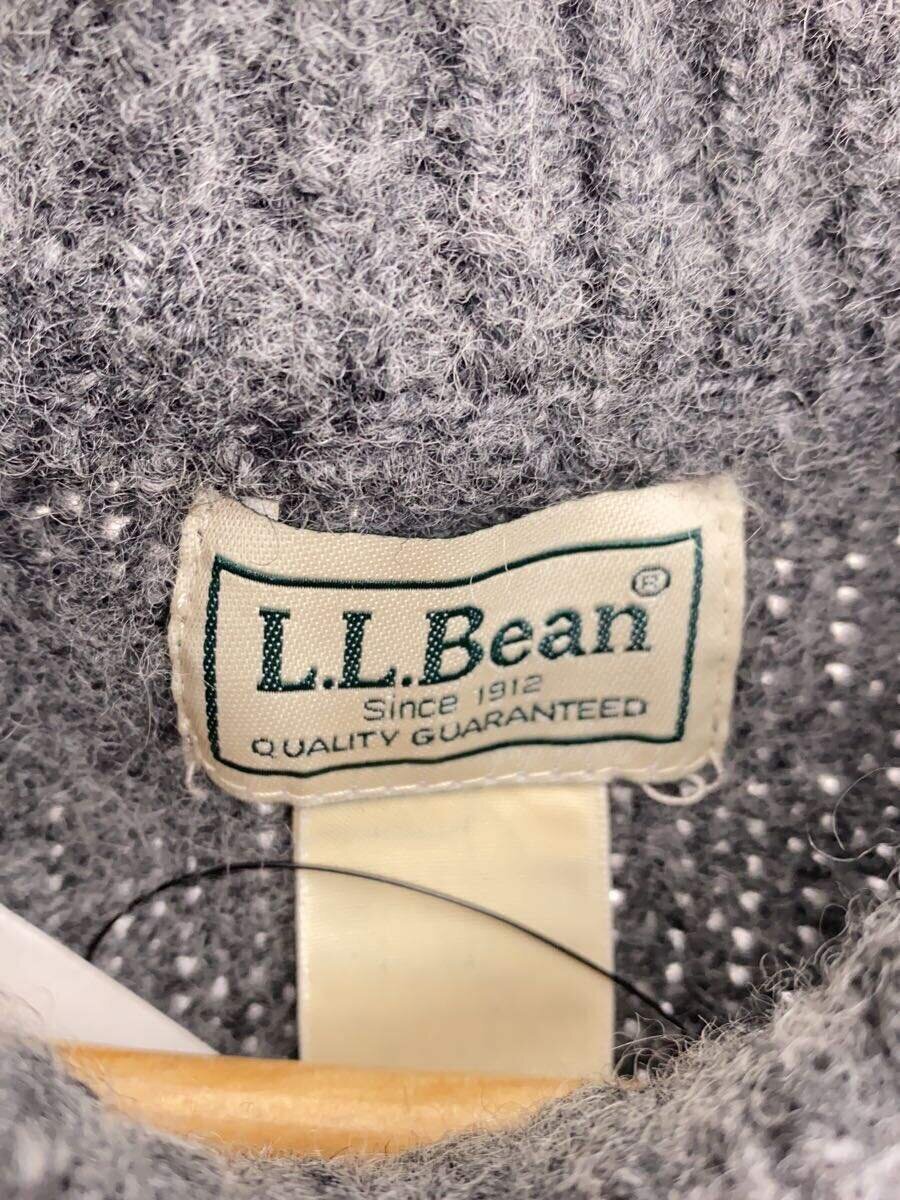 L.L.Bean®
Since 1912
QUALITY GUARANTEED